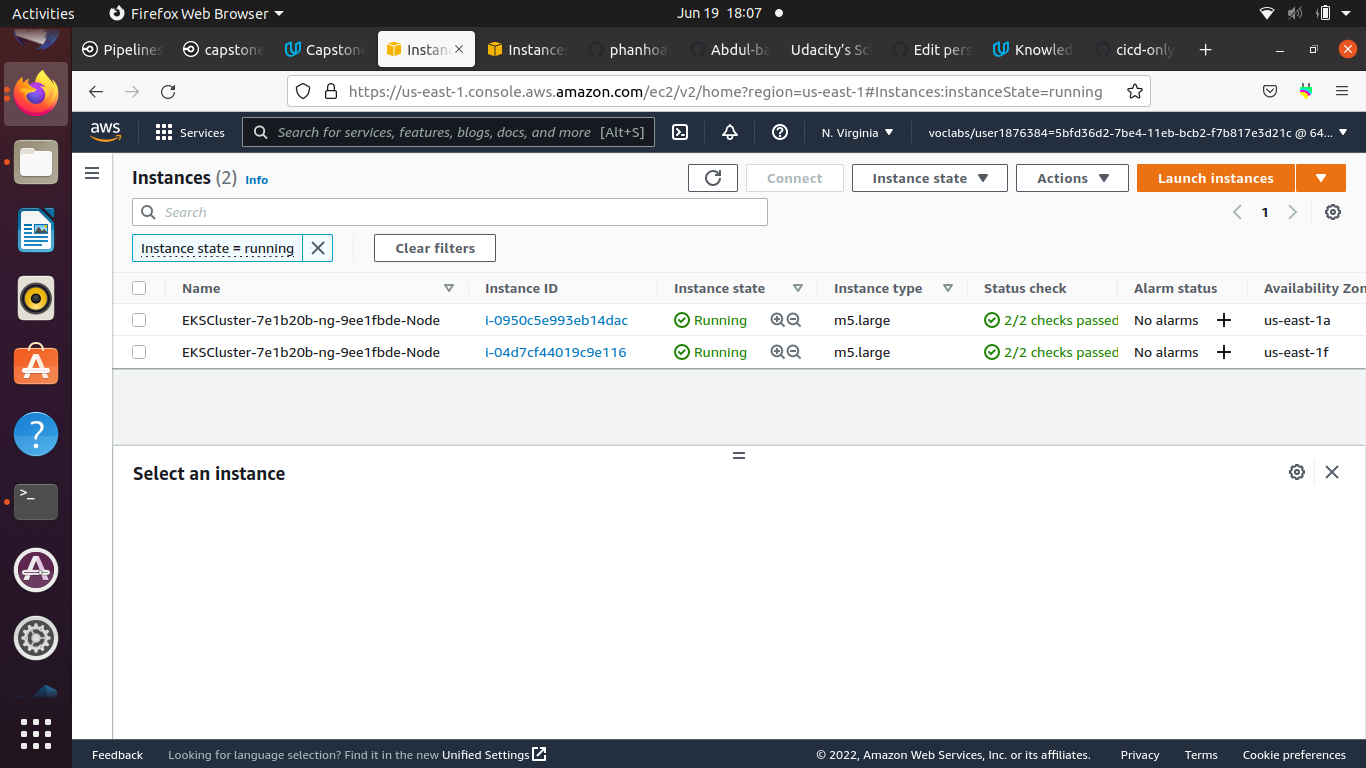 Activities Firefox Web Browser Jun 19 18:07
Pipelines capstone Capstone Instanc Instance phanhoa Abdul-ba Udacity’s Sc Edit pers Knowled cicd-only
https://us-east-1.console.aws.amazon.com/ec2/v2/home?region=us-east-1#Instances:instanceState=running
aws Services Search for services, features, blogs, docs, and more [Alt+S] N. Virginia voclabs/user1876384=5bfd36d2-7be4-11eb-bcb2-f7b817e3d21c @ 64...
Instances (2) Info Connect Instance state Actions Launch instances
Search 1
Instance state = running Clear filters
Name Instance ID Instance state Instance type Status check Alarm status Availability Zon
EKSCluster-7e1b20b-ng-9ee1fbde-Node i-0950c5e993eb14dac Running m5.large 2/2 checks passed No alarms + us-east-1a
EKSCluster-7e1b20b-ng-9ee1fbde-Node i-04d7cf44019c9e116 Running m5.large 2/2 checks passed No alarms + us-east-1f
Select an instance
Feedback Looking for language selection? Find it in the new Unified Settings © 2022, Amazon Web Services, Inc. or its affiliates. Privacy Terms Cookie preferences